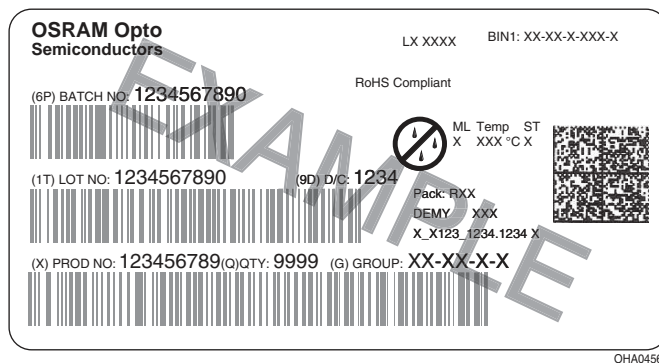 OSRAM Opto
Semiconductors
LX XXXX
BIN1: XX-XX-X-XXX-X
RoHS Compliant
(6P) BATCH NO: 1234567890
ML Temp ST
X XXX °C X
(1T) LOT NO: 1234567890
(9D) D/C: 1234
Pack: RXX
DEMY XXX
X_X123_1234.1234 X
(X) PROD NO: 123456789(Q)QTY: 9999 (G) GROUP: XX-XX-X-X
EXAMPLE